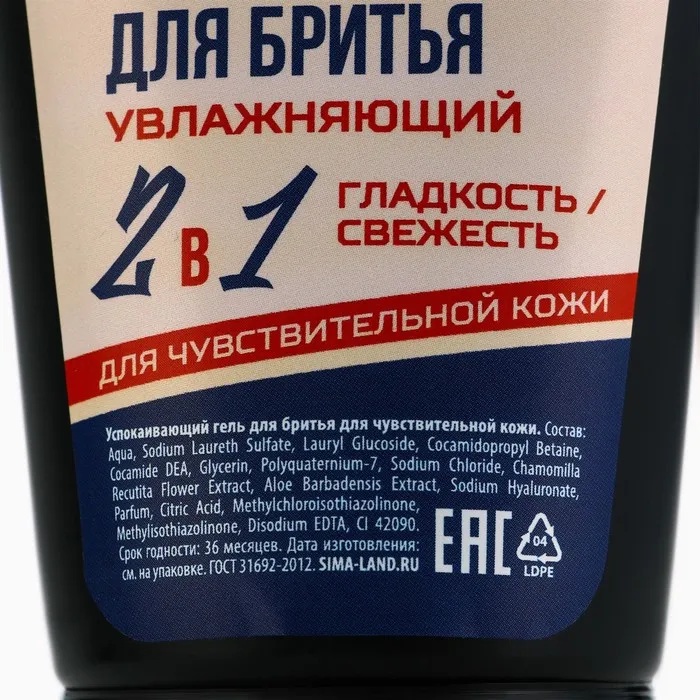 ДЛЯ БРИТЬЯ
УВЛАЖНЯЮЩИЙ
2 В 1
ГЛАДКОСТЬ /
СВЕЖЕСТЬ
ДЛЯ ЧУВСТВИТЕЛЬНОЙ КОЖИ
Успокаивающий гель для бритья для чувствительной кожи. Состав:
Aqua, Sodium Laureth Sulfate, Lauryl Glucoside, Cocamidopropyl Betaine,
Cocamide DEA, Glycerin, Polyquaternium-7, Sodium Chloride, Chamomilla
Recutita Flower Extract, Aloe Barbadensis Extract, Sodium Hyaluronate,
Parfum, Citric Acid, Methylchloroisothiazolinone,
Methylisothiazolinone, Disodium EDTA, CI 42090.
Срок годности: 36 месяцев. Дата изготовления:
см. на упаковке. ГОСТ 31692-2012. SIMA-LAND.RU
EAC
04
LDPE